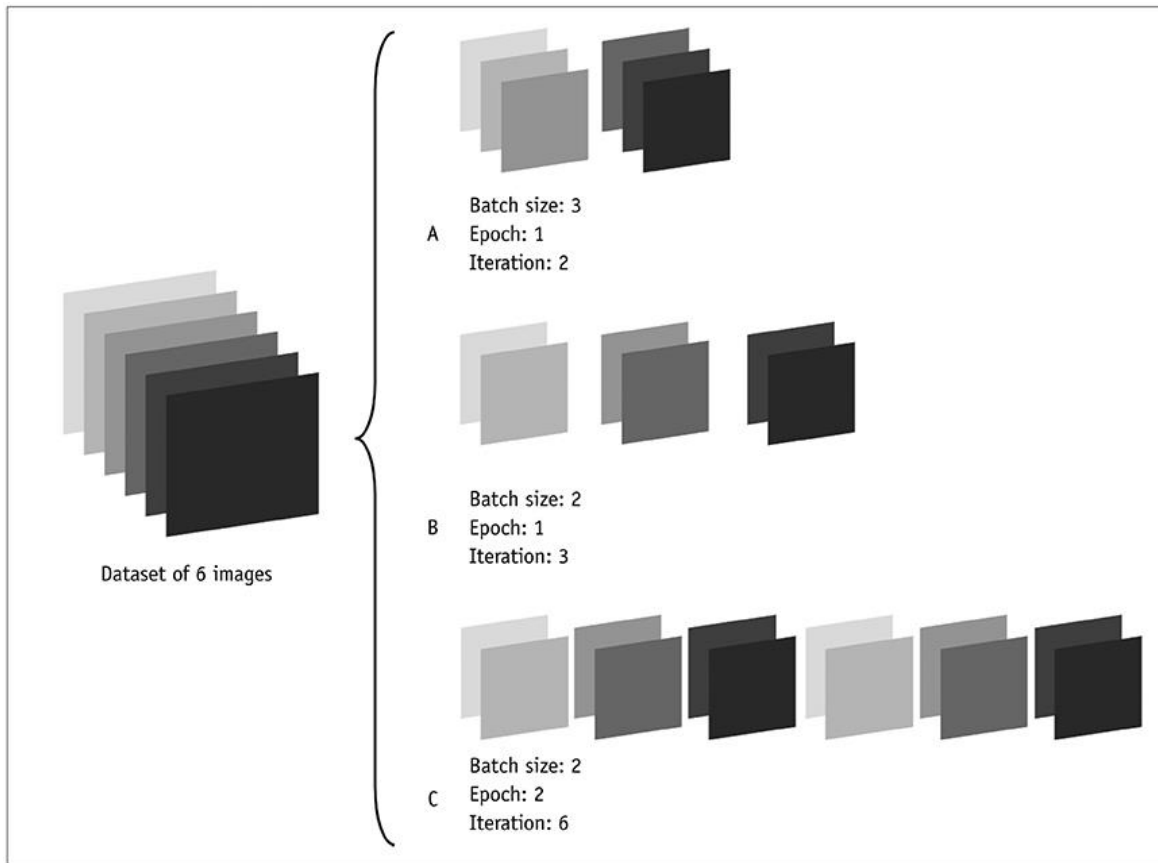 Batch size: 3
A
Epoch: 1
Iteration: 2
Batch size: 2
B
Epoch: 1
Iteration: 3
Dataset of 6 images
Batch size: 2
C
Epoch: 2
Iteration: 6